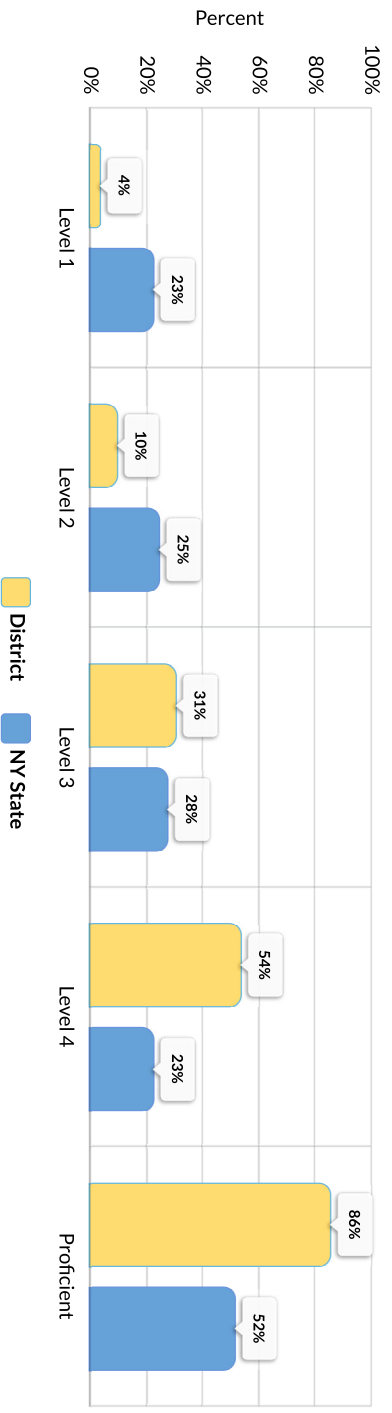 Percent
100%
80%
60%
40%
20%
0%
4%
23%
10%
25%
31%
28%
54%
23%
86%
52%
Level 1
Level 2
Level 3
Level 4
Proficient
District
NY State